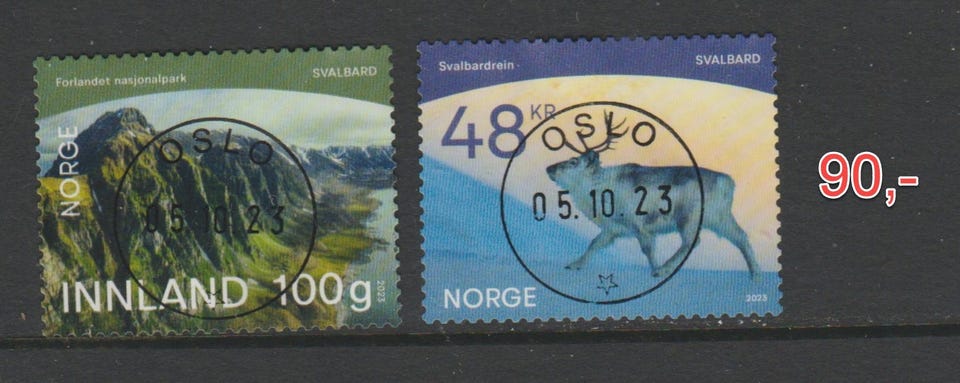 Forlandet nasjonalpark
SVALBARD
NORGE
OSLO
05.10.23
INNLAND 100g
2023
Svalbardrein
SVALBARD
48 KR
OSLO
05.10.23
NORGE
2023
90,-